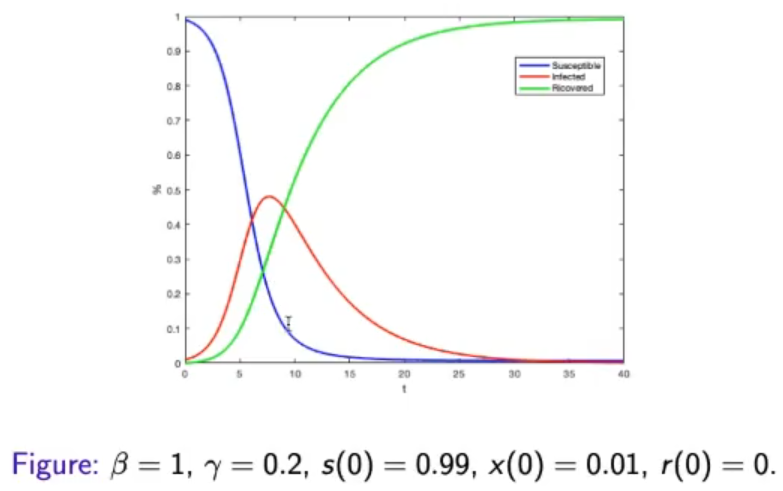 1
0.9
0.8
0.7
0.6
0.5
0.4
0.3
0.2
0.1
0
%
Susceptible
Infected
Ricovered
0 5 10 15 20 25 30 35 40
t
Figure: β = 1, γ = 0.2, s(0) = 0.99, x(0) = 0.01, r(0) = 0.